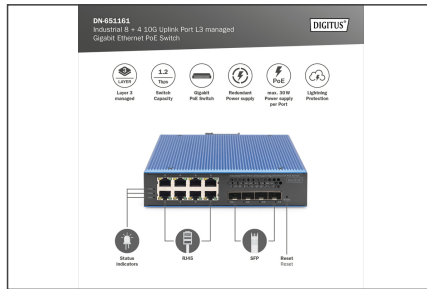 DN-651161
Industrial 8 + 4 10G Uplink Port L3 managed
Gigabit Ethernet PoE Switch
DIGITUS®
3
LAYER
1.2
Tbps
PoE
Layer 3
managed
Switch
Capacity
Gigabit
PoE Switch
Redundant
Power supply
max. 30 W
Power supply
per Port
Lightning
Protection
Status
indicators
RJ45
SFP
Reset
Reset